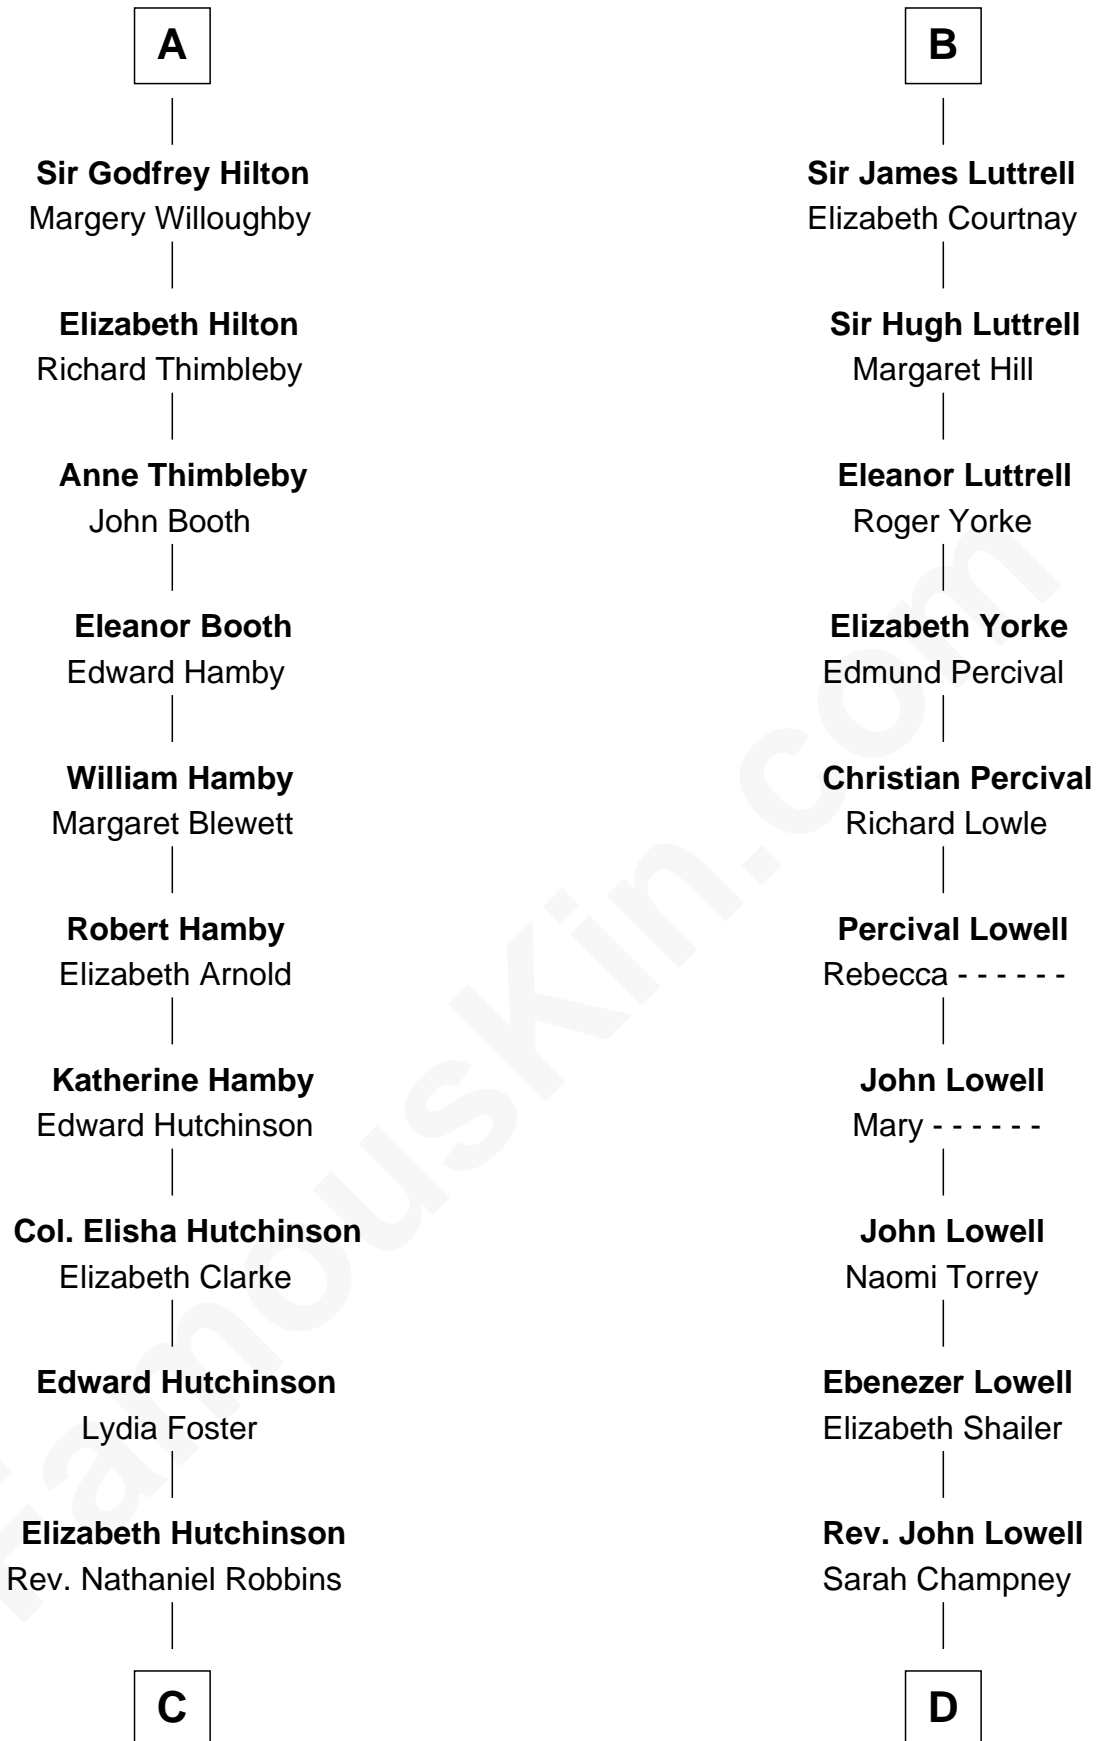 A
Sir Godfrey Hilton
Margery Willoughby
Elizabeth Hilton
Richard Thimbleby
Anne Thimbleby
John Booth
Eleanor Booth
Edward Hamby
William Hamby
Margaret Blewett
Robert Hamby
Elizabeth Arnold
Katherine Hamby
Edward Hutchinson
Col. Elisha Hutchinson
Elizabeth Clarke
Edward Hutchinson
Lydia Foster
Elizabeth Hutchinson
Rev. Nathaniel Robbins
C
B
Sir James Luttrell
Elizabeth Courtnay
Sir Hugh Luttrell
Margaret Hill
Eleanor Luttrell
Roger Yorke
Elizabeth Yorke
Edmund Percival
Christian Percival
Richard Lowle
Percival Lowell
Rebecca - - - - - -
John Lowell
Mary - - - - - -
John Lowell
Naomi Torrey
Ebenezer Lowell
Elizabeth Shailer
Rev. John Lowell
Sarah Champney
D
FamousKin.com